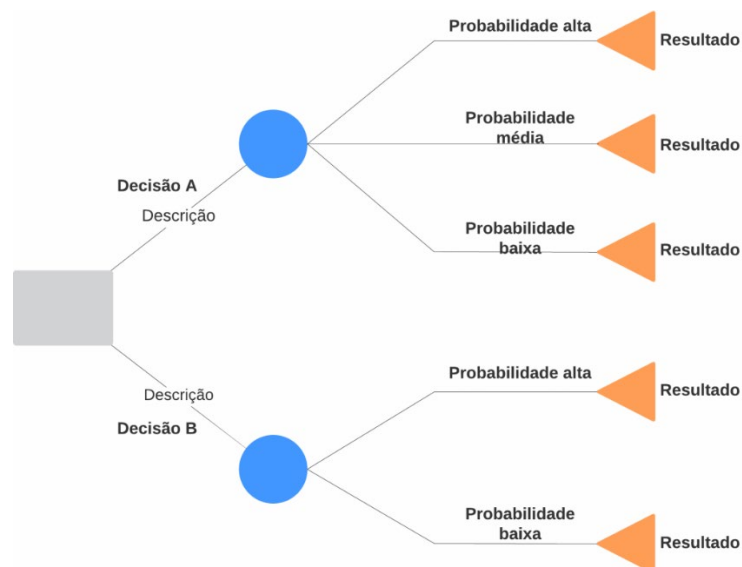 Probabilidade alta
Resultado
Probabilidade
média
Resultado
Decisão A
Descrição
Probabilidade
baixa
Resultado
Probabilidade alta
Resultado
Descrição
Decisão B
Probabilidade
baixa
Resultado